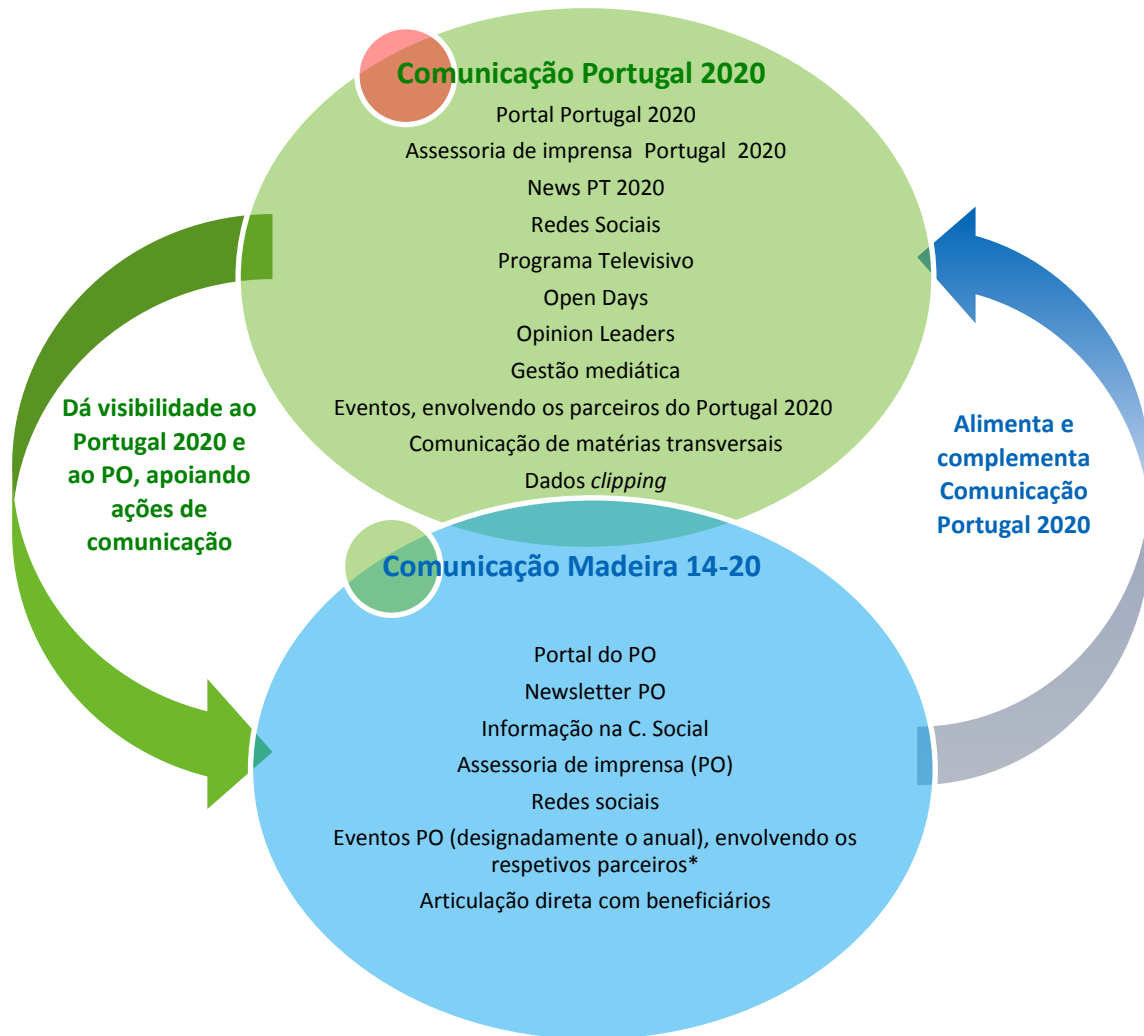 Comunicação Portugal 2020
Portal Portugal 2020
Assessoria de imprensa Portugal 2020
News PT 2020
Redes Sociais
Programa Televisivo
Open Days
Opinion Leaders
Gestão mediática
Eventos, envolvendo os parceiros do Portugal 2020
Comunicação de matérias transversais
Dados clipping
Dá visibilidade ao
Portugal 2020 e
ao PO, apoiando
ações de
comunicação
Alimenta e
complementa
Comunicação
Portugal 2020
Comunicação Madeira 14-20
Portal do PO
Newsletter PO
Informação na C. Social
Assessoria de imprensa (PO)
Redes sociais
Eventos PO (designadamente o anual), envolvendo os
respetivos parceiros*
Articulação direta com beneficiários